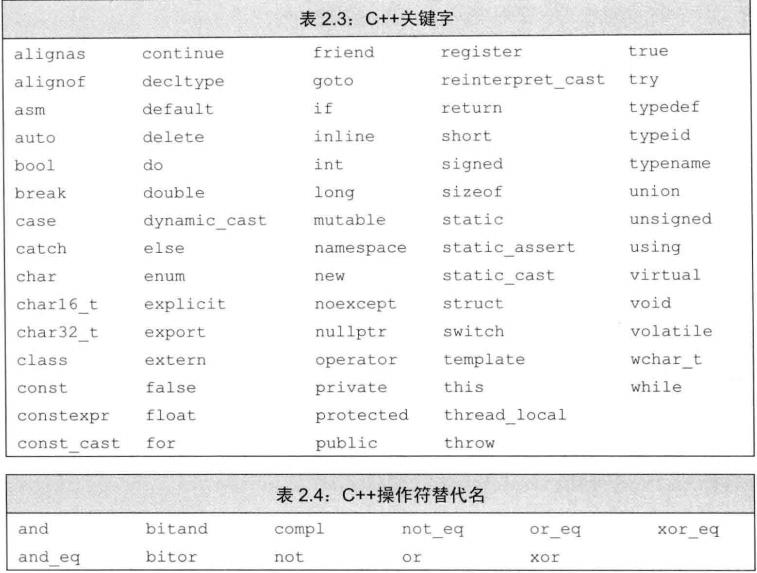 表 2.3：C++关键字
alignas continue friend register true
alignof decltype goto reinterpret_cast try
asm default if return typedef
auto delete inline short typeid
bool do int signed typename
break double long sizeof union
case dynamic_cast mutable static unsigned
catch else namespace static_assert using
char enum new static_cast virtual
char16_t explicit noexcept struct void
char32_t export nullptr switch volatile
class extern operator template wchar_t
const false private this while
constexpr float protected thread_local
const_cast for public throw
表 2.4：C++操作符替代名
and bitand compl not_eq or_eq xor_eq
and_eq bitor not or xor